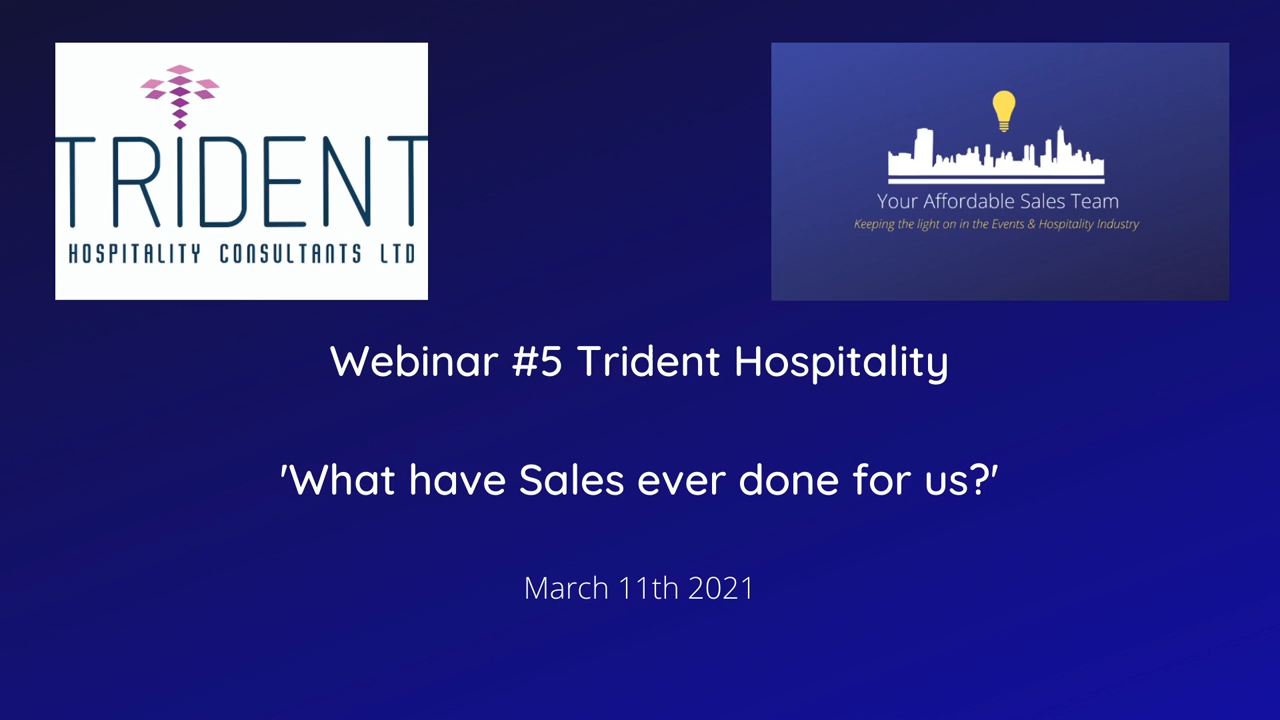 TRIDENT
HOSPITALITY CONSULTANTS LTD
Your Affordable Sales Team
Keeping the light on in the Events & Hospitality Industry
Webinar #5 Trident Hospitality
'What have Sales ever done for us?'
March 11th 2021